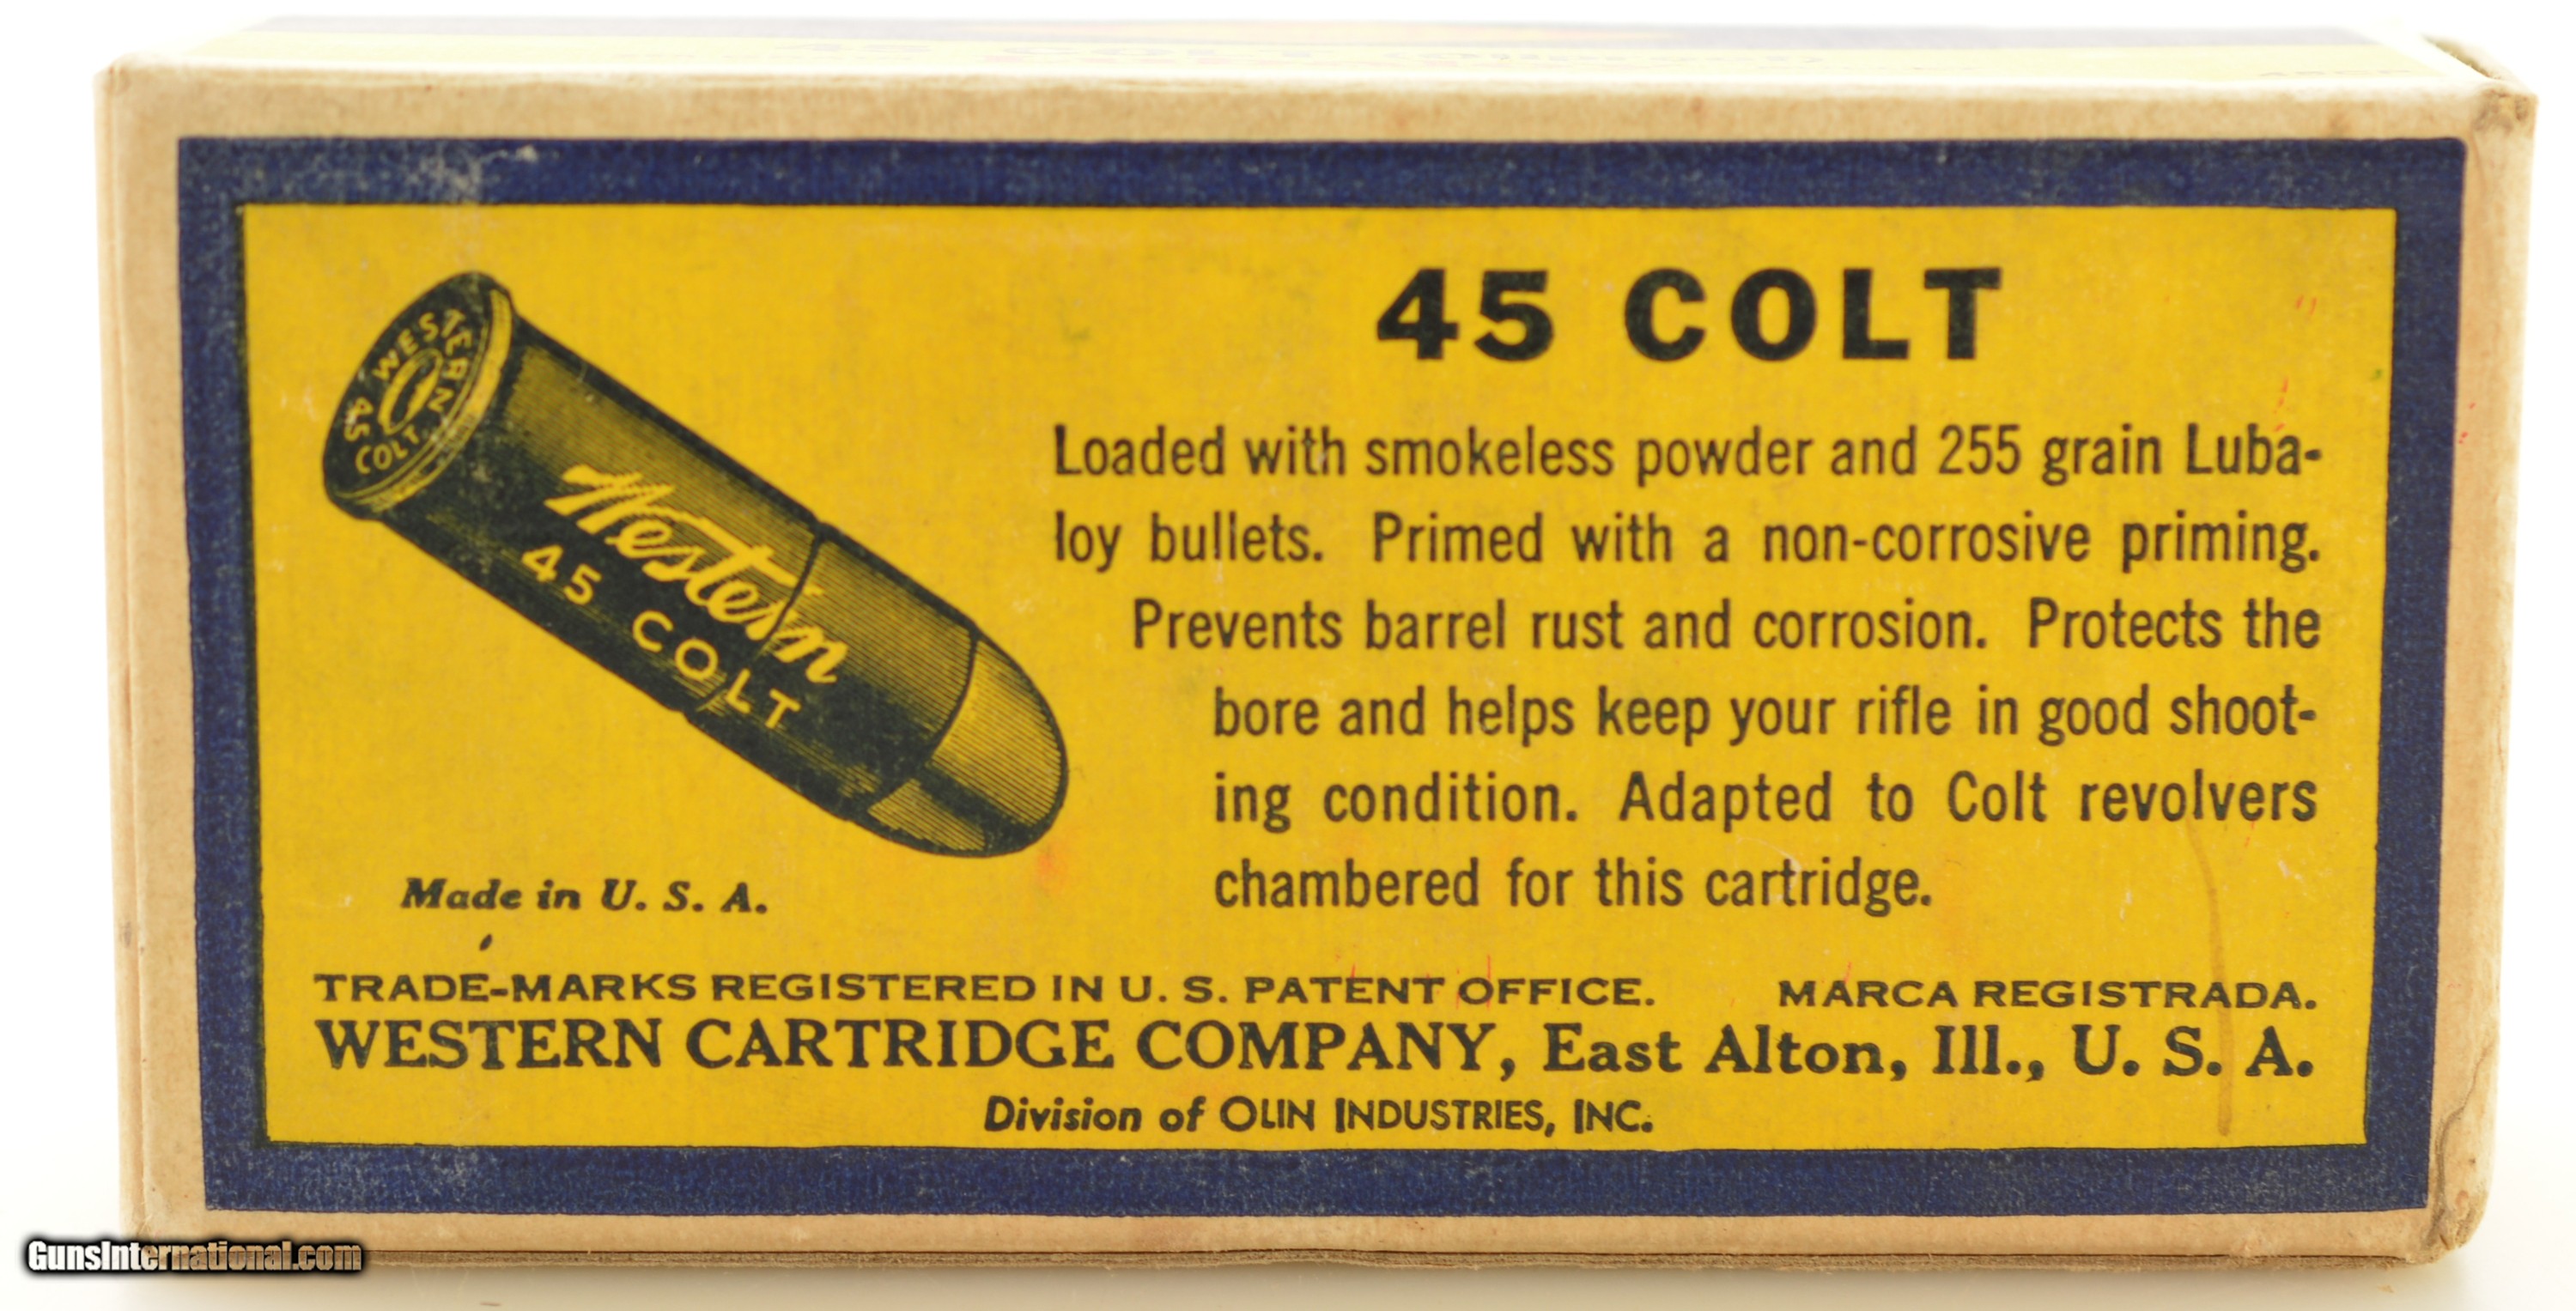 45 COLT
WESTERN
45 COLT
Western
45 COLT
Loaded with smokeless powder and 255 grain Luba-
loy bullets. Primed with a non-corrosive priming.
Prevents barrel rust and corrosion. Protects the
bore and helps keep your rifle in good shoot-
ing condition. Adapted to Colt revolvers
chambered for this cartridge.
Made in U. S. A.
TRADE-MARKS REGISTERED IN U. S. PATENT OFFICE. MARCA REGISTRADA.
WESTERN CARTRIDGE COMPANY, East Alton, Ill., U. S. A.
Division of OLIN INDUSTRIES, INC.
GunsInternational.com